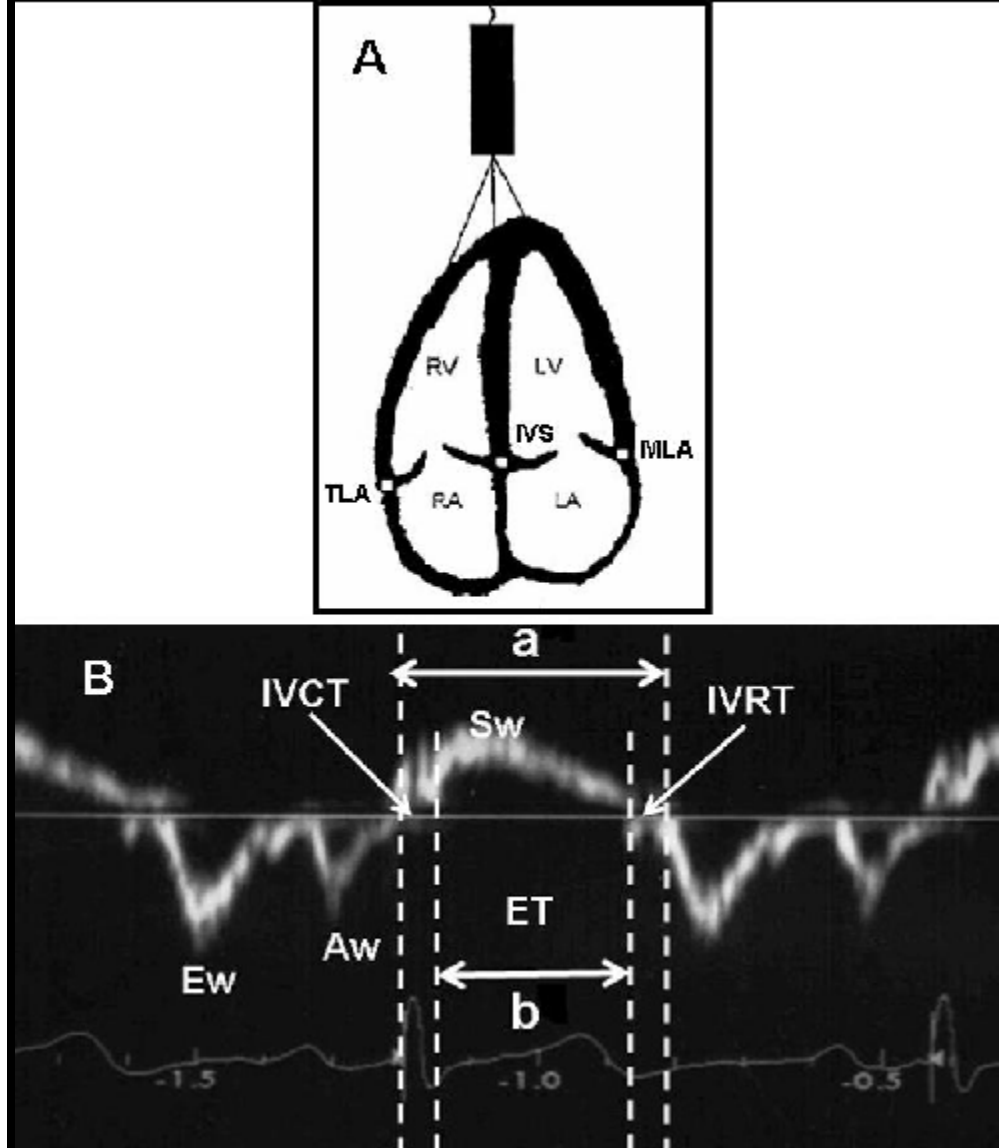 A
RV LV
IVS
MLA
TLA
RA LA
B
a
IVCT
IVRT
Sw
ET
Aw
Ew
b
-1.5 -1.0 -0.5